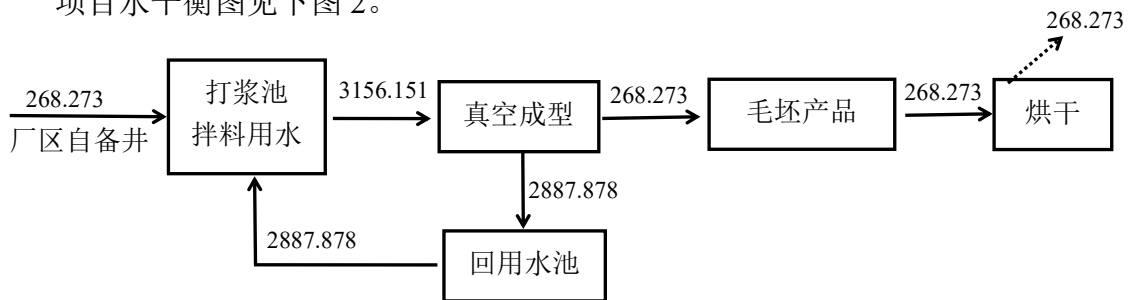 项目水平衡图见下图 2。
268.273
268.273
厂区自备井
打浆池
拌料用水
3156.151
真空成型
268.273
毛坯产品
268.273
烘干
2887.878
2887.878
回用水池